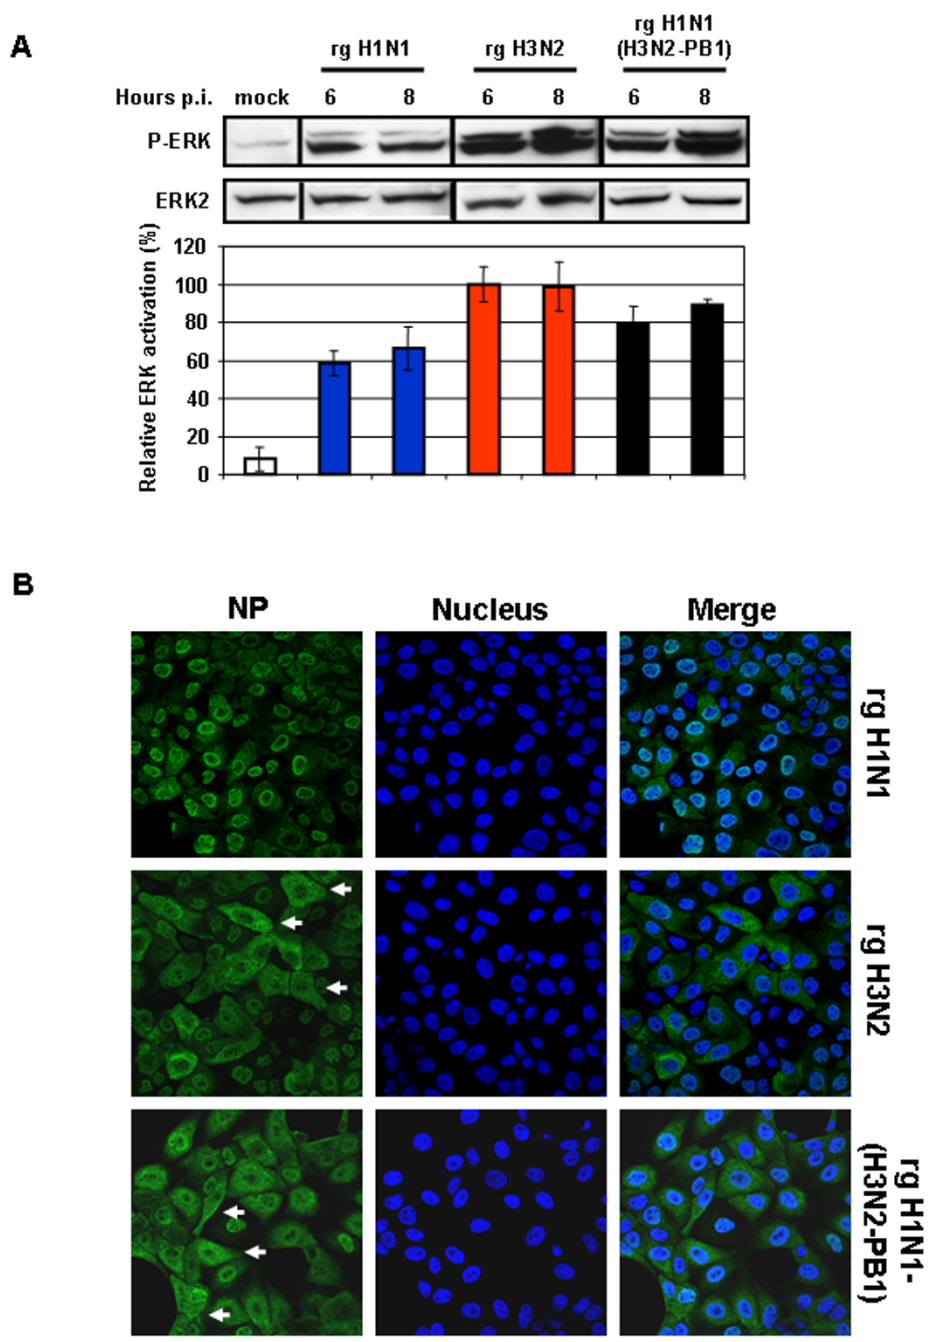 A
rg H1N1 rg H3N2 rg H1N1
(H3N2-PB1)
Hours p.i. mock 6 8 6 8 6 8
P-ERK
ERK2
Relative ERK activation (%)
120
100
80
60
40
20
0
B
NP Nucleus Merge
rg H1N1
rg H3N2
rg H1N1-
(H3N2-PB1)